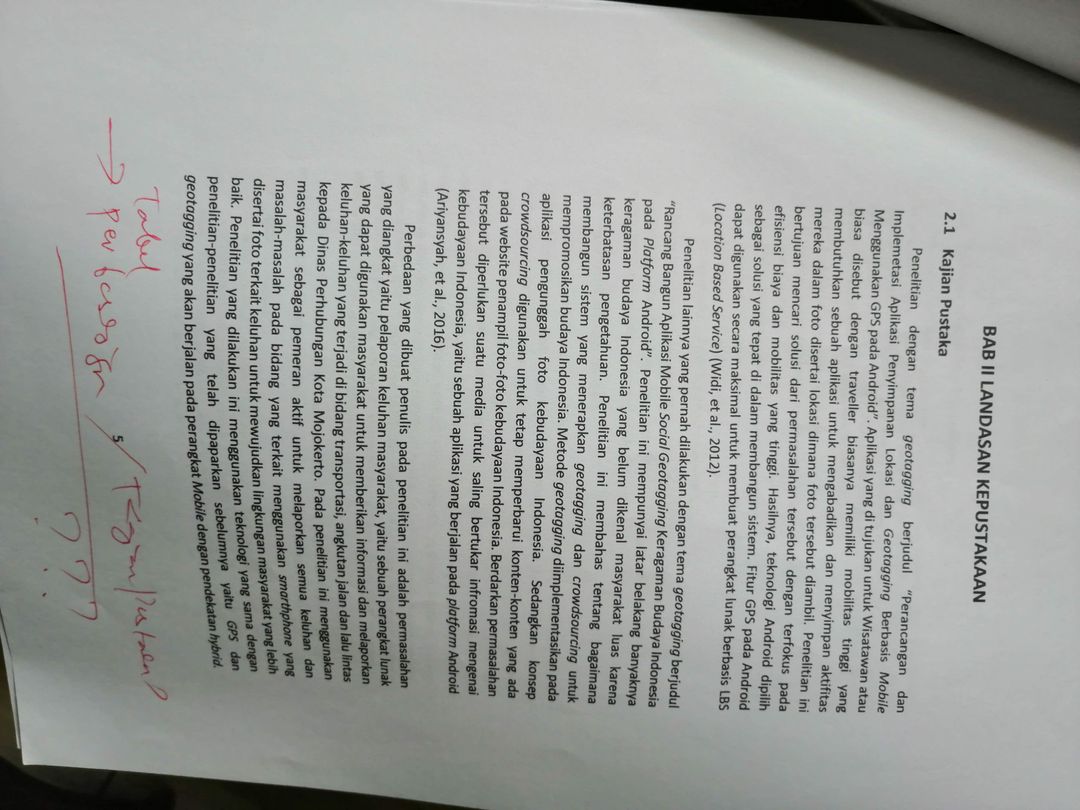 BAB II LANDASAN KEPUSTAKAAN
2.1 Kajian Pustaka
Penelitian dengan tema geotagging berjudul "Perancangan dan
Implemetasi Aplikasi Penyimpanan Lokasi dan Geotagging Berbasis Mobile
Menggunakan GPS pada Android". Aplikasi yang di tujukan untuk Wisatawan atau
biasa disebut dengan traveller biasanya memiliki mobilitas tinggi yang
membutuhkan sebuah aplikasi untuk mengabadikan dan menyimpan aktifitas
mereka dalam foto disertai lokasi dimana foto tersebut diambil. Penelitian ini
bertujuan mencari solusi dari permasalahan tersebut dengan terfokus pada
efisiensi biaya dan mobilitas yang tinggi. Hasilnya, teknologi Android dipilih
sebagai solusi yang tepat di dalam membangun sistem. Fitur GPS pada Android
dapat digunakan secara maksimal untuk membuat perangkat lunak berbasis LBS
(Location Based Service) (Widi, et al., 2012).
Penelitian lainnya yang pernah dilakukan dengan tema geotagging berjudul
"Rancang Bangun Aplikasi Mobile Social Geotagging Keragaman Budaya Indonesia
pada Platform Android". Penelitian ini mempunyai latar belakang banyaknya
keragaman budaya Indonesia yang belum dikenal masyarakat luas karena
keterbatasan pengetahuan. Penelitian ini membahas tentang bagaimana
membangun sistem yang menerapkan geotagging dan crowdsourcing untuk
mempromosikan budaya Indonesia. Metode geotagging diimplementasikan pada
aplikasi pengunggah foto kebudayaan Indonesia. Sedangkan konsep
crowdsourcing digunakan untuk tetap memperbarui konten-konten yang ada
pada website penampil foto-foto kebudayaan Indonesia. Berdarkan permasalahan
tersebut diperlukan suatu media untuk saling bertukar infromasi mengenai
kebudayaan Indonesia, yaitu sebuah aplikasi yang berjalan pada platform Android
(Ariyansyah, et al., 2016).
Perbedaan yang dibuat penulis pada penelitian ini adalah permasalahan
yang diangkat yaitu pelaporan keluhan masyarakat, yaitu sebuah perangkat lunak
yang dapat digunakan masyarakat untuk memberikan informasi dan melaporkan
keluhan-keluhan yang terjadi di bidang transportasi, angkutan jalan dan lalu lintas
kepada Dinas Perhubungan Kota Mojokerto. Pada penelitian ini menggunakan
masyarakat sebagai pemeran aktif untuk melaporkan semua keluhan dan
masalah-masalah pada bidang yang terkait menggunakan smarthphone yang
disertai foto terkait keluhan untuk mewujudkan lingkungan masyarakat yang lebih
baik. Penelitian yang dilakukan ini menggunakan teknologi yang sama dengan
penelitian-penelitian yang telah dipaparkan sebelumnya yaitu GPS dan
geotagging yang akan berjalan pada perangkat Mobile dengan pendekatan hybrid.
Tabel
5
???